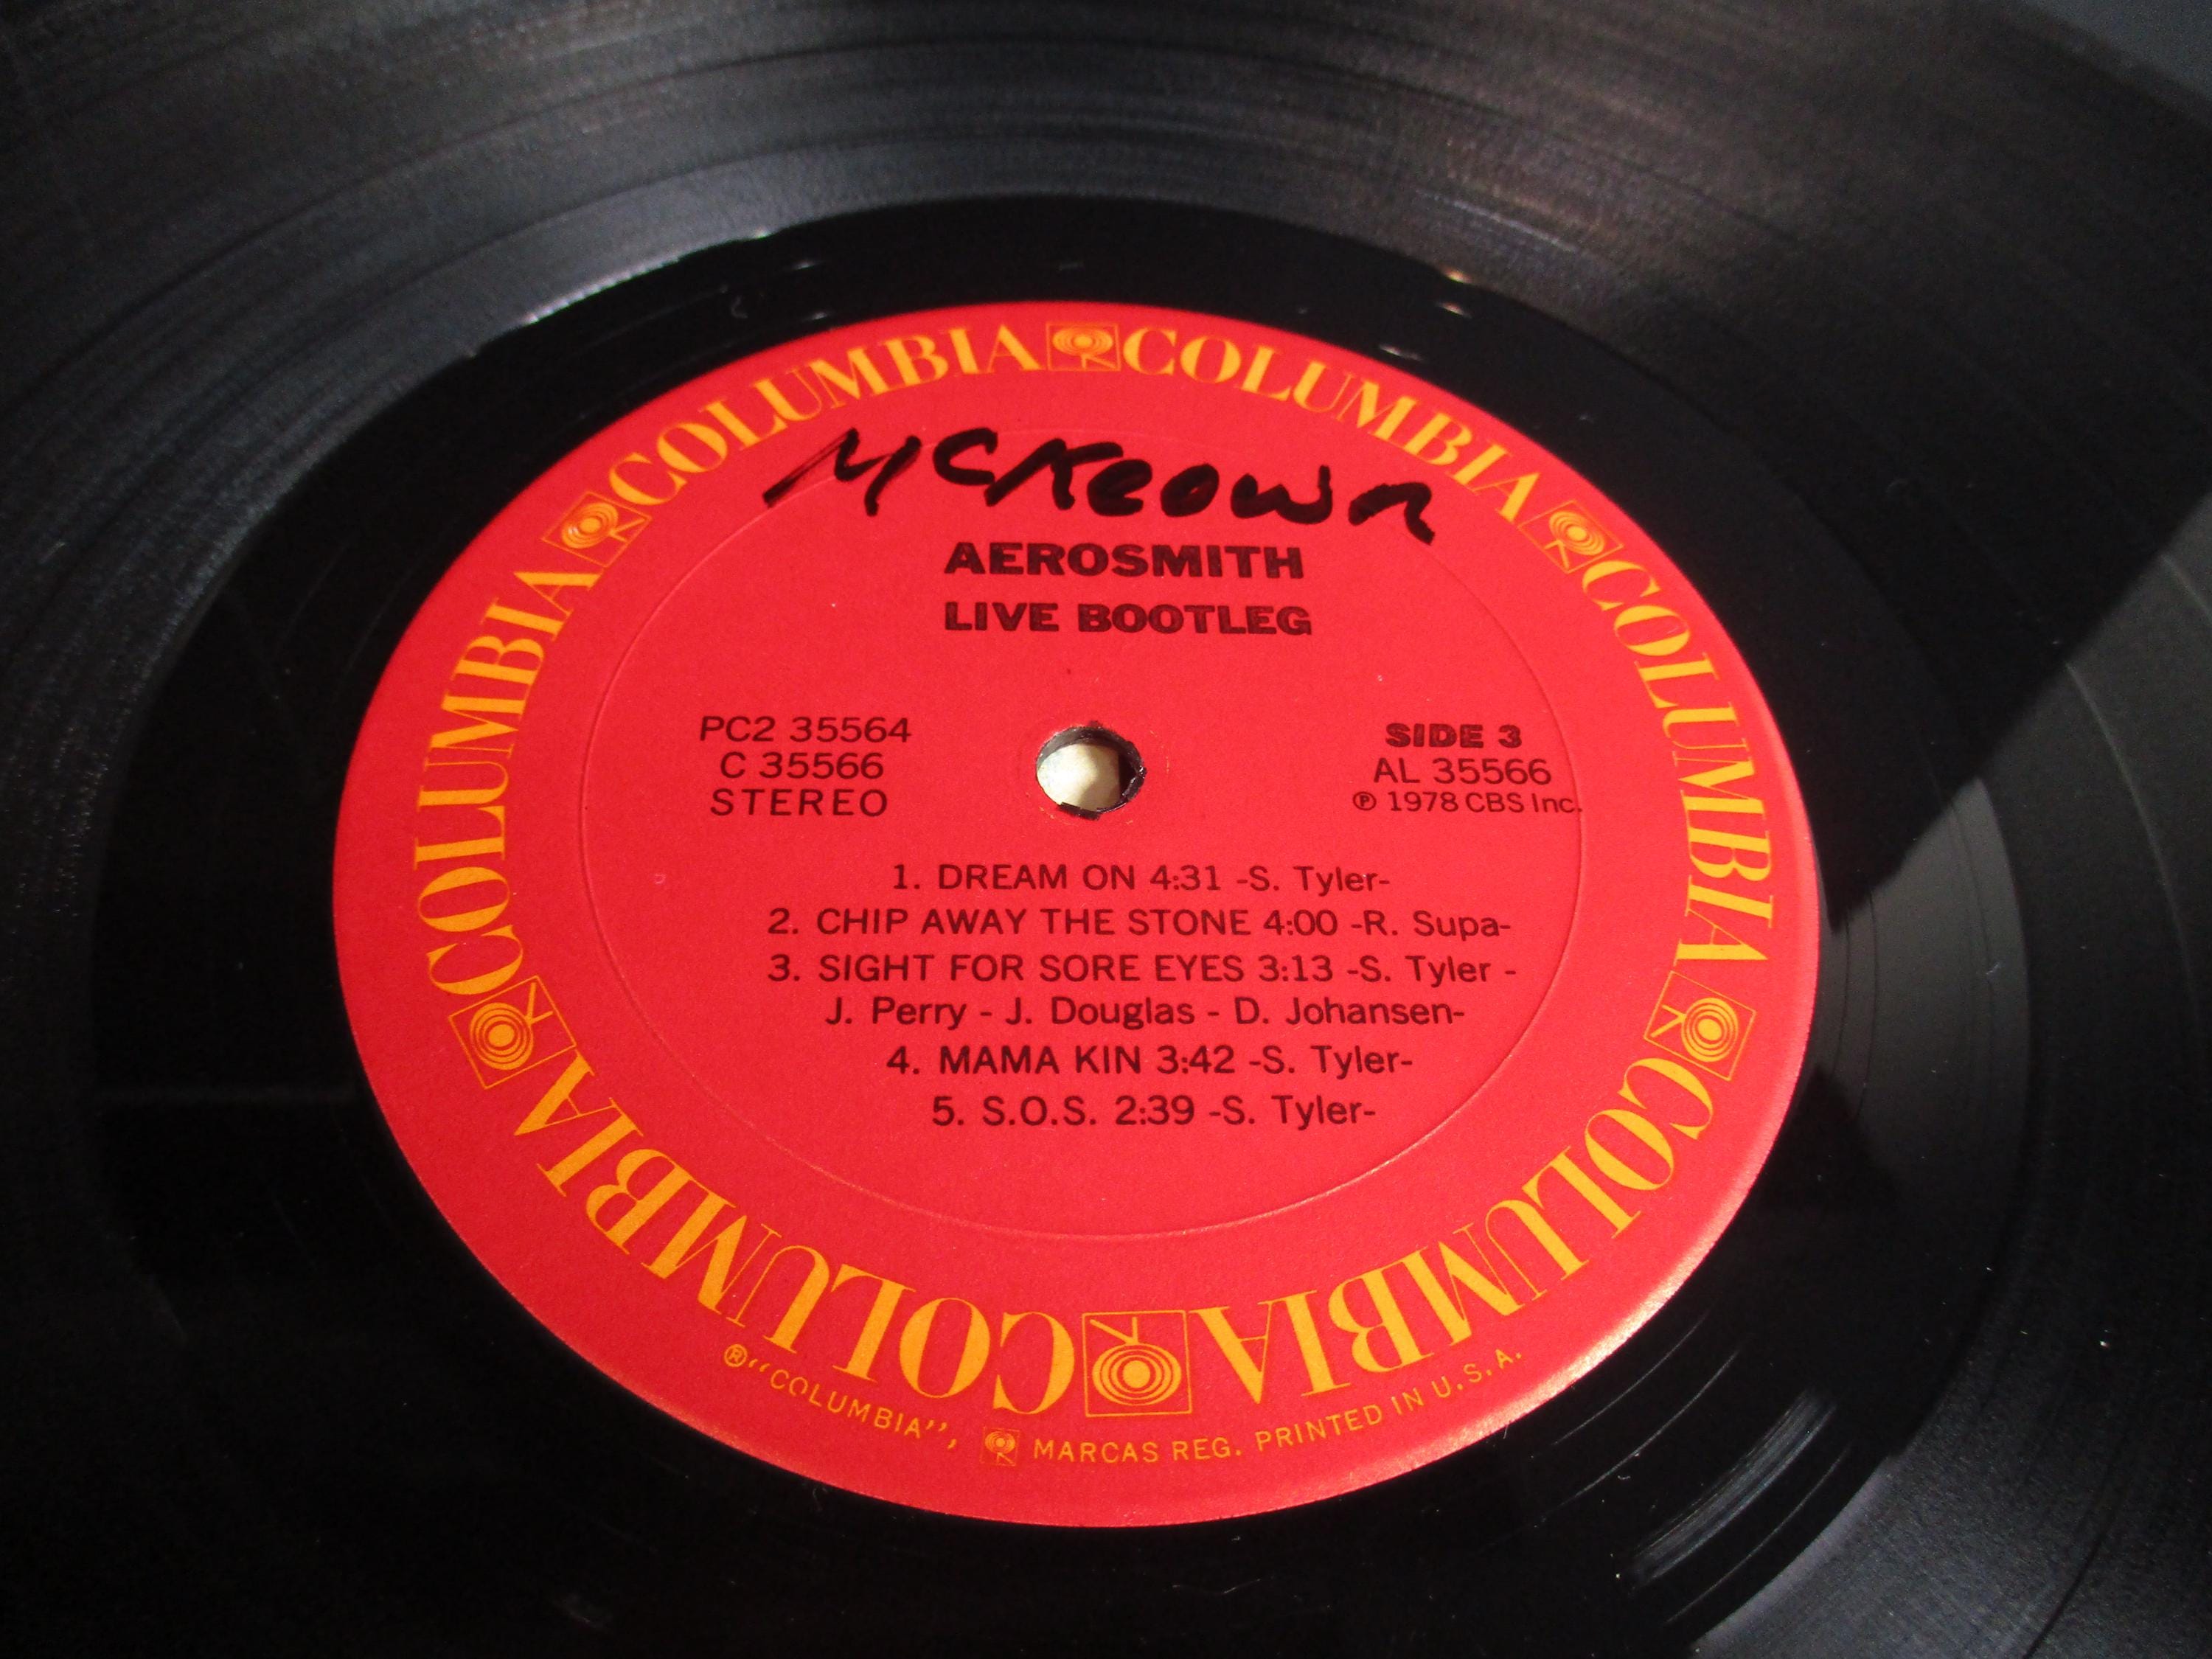 COLUMBIA COLUMBIA COLUMBIA COLUMBIA COLUMBIA COLUMBIA
McKeown
AEROSMITH
LIVE BOOTLEG
PC2 35564
C 35566
STEREO
SIDE 3
AL 35566
℗ 1978 CBS Inc.
1. DREAM ON 4:31 -S. Tyler-
2. CHIP AWAY THE STONE 4:00 -R. Supa-
3. SIGHT FOR SORE EYES 3:13 -S. Tyler -
J. Perry - J. Douglas - D. Johansen-
4. MAMA KIN 3:42 -S. Tyler-
5. S.O.S. 2:39 -S. Tyler-
® "COLUMBIA", MARCAS REG. PRINTED IN U.S.A.